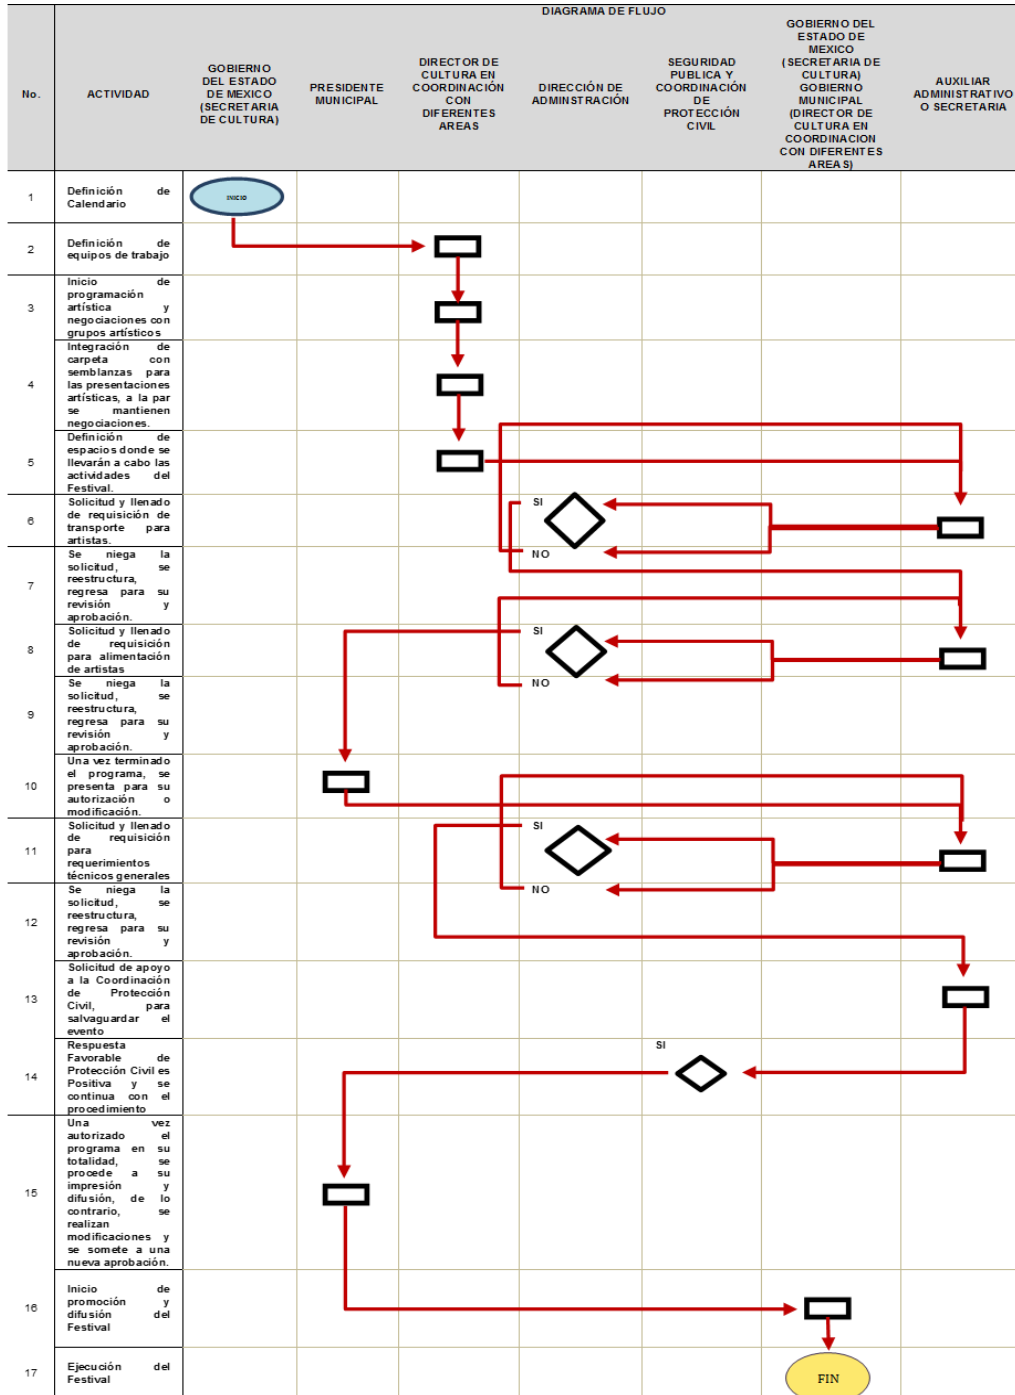 DIAGRAMA DE FLUJO
No.
ACTIVIDAD
GOBIERNO
DEL ESTADO
DE MEXICO
(SECRETARIA
DE CULTURA)
PRESIDENTE
MUNICIPAL
DIRECTOR DE
CULTURA EN
COORDINACIÓN
CON
DIFERENTES
AREAS
DIRECCIÓN DE
ADMINSTRACIÓN
SEGURIDAD
PUBLICA Y
COORDINACIÓN
DE
PROTECCIÓN
CIVIL
GOBIERNO DEL
ESTADO DE
MEXICO
(SECRETARIA DE
CULTURA)
GOBIERNO
MUNICIPAL
(DIRECTOR DE
CULTURA EN
COORDINACION
CON DIFERENTES
AREAS)
AUXILIAR
ADMINISTRATIVO
O SECRETARIA
1
Definición de
Calendario
INICIO
2
Definición de
equipos de trabajo
3
Inicio de
programación
artística y
negociaciones con
grupos artísticos
4
Integración de
carpeta con
semblanzas para
las presentaciones
artísticas, a la par
se mantienen
negociaciones.
5
Definición de
espacios donde se
llevarán a cabo las
actividades del
Festival.
6
Solicitud y llenado
de requisición de
transporte para
artistas.
SI
NO
7
Se niega la
solicitud, se
reestructura,
regresa para su
revisión y
aprobación.
8
Solicitud y llenado
de requisición
para alimentación
de artistas
SI
NO
9
Se niega la
solicitud, se
reestructura,
regresa para su
revisión y
aprobación.
10
Una vez terminado
el programa, se
presenta para su
autorización o
modificación.
11
Solicitud y llenado
de requisición
para
requerimientos
técnicos generales
SI
NO
12
Se niega la
solicitud, se
reestructura,
regresa para su
revisión y
aprobación.
13
Solicitud de apoyo
a la Coordinación
de Protección
Civil, para
salvaguardar el
evento
14
Respuesta
Favorable de
Protección Civil es
Positiva y se
continua con el
procedimiento
SI
15
Una vez
autorizado el
programa en su
totalidad, se
procede a su
impresión y
difusión, de lo
contrario, se
realizan
modificaciones y
se somete a una
nueva aprobación.
16
Inicio de
promoción y
difusión del
Festival
17
Ejecución del
Festival
FIN